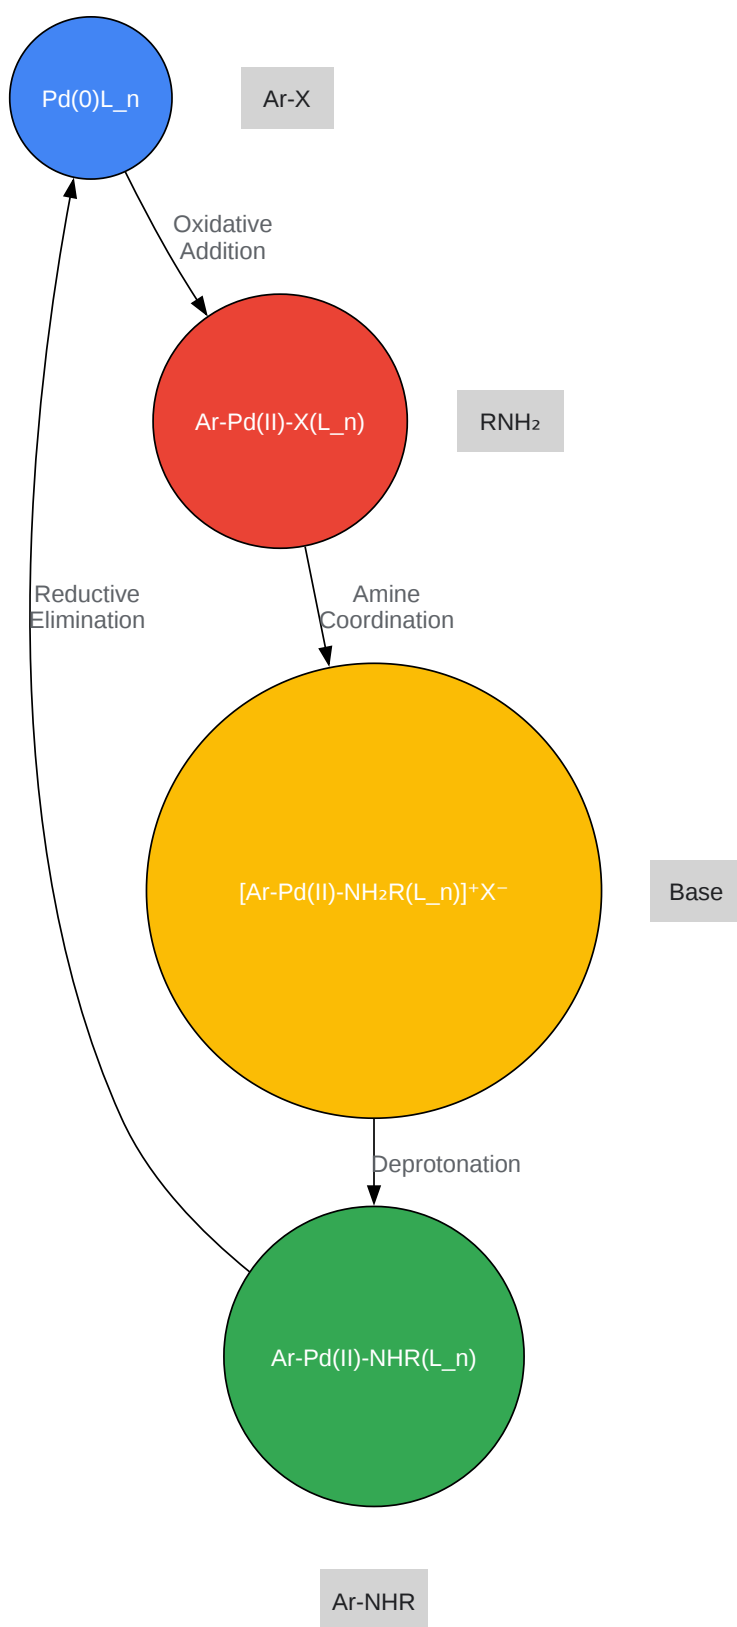 Pd(0)L_n
Ar-X
Oxidative
Addition
Ar-Pd(II)-X(L_n)
RNH₂
Reductive
Elimination
Amine
Coordination
[Ar-Pd(II)-NH₂R(L_n)]⁺X⁻
Base
Deprotonation
Ar-Pd(II)-NHR(L_n)
Ar-NHR